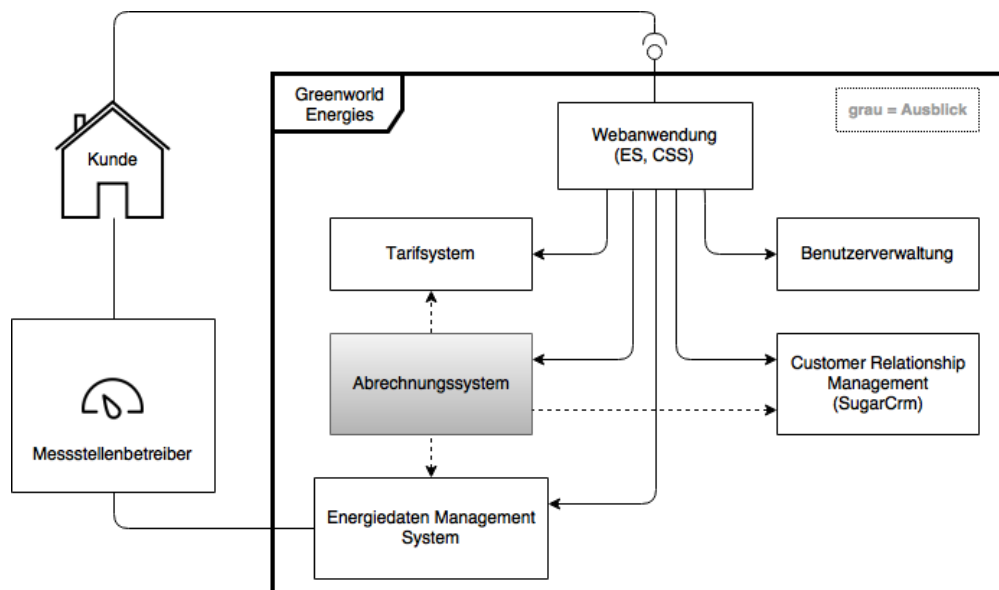 Greenworld
Energies
grau = Ausblick
Webanwendung
(ES, CSS)
Kunde
Tarifsystem
Benutzerverwaltung
Abrechnungssystem
Customer Relationship
Management
(SugarCrm)
Messstellenbetreiber
Energiedaten Management
System